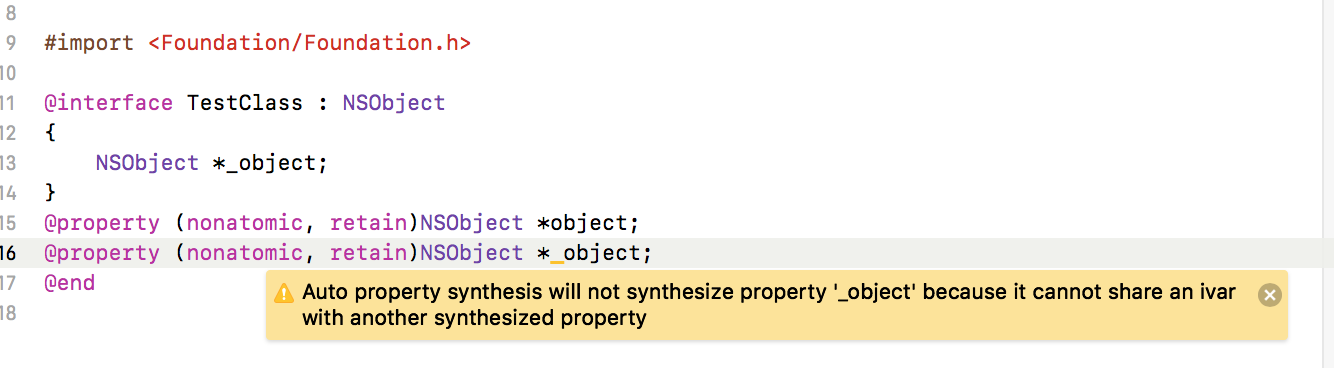 8
9 #import <Foundation/Foundation.h>
10
11 @interface TestClass : NSObject
12 {
13 NSObject *_object;
14 }
15 @property (nonatomic, retain)NSObject *object;
16 @property (nonatomic, retain)NSObject *_object;
17 @end
Auto property synthesis will not synthesize property '_object' because it cannot share an ivar
with another synthesized property
18